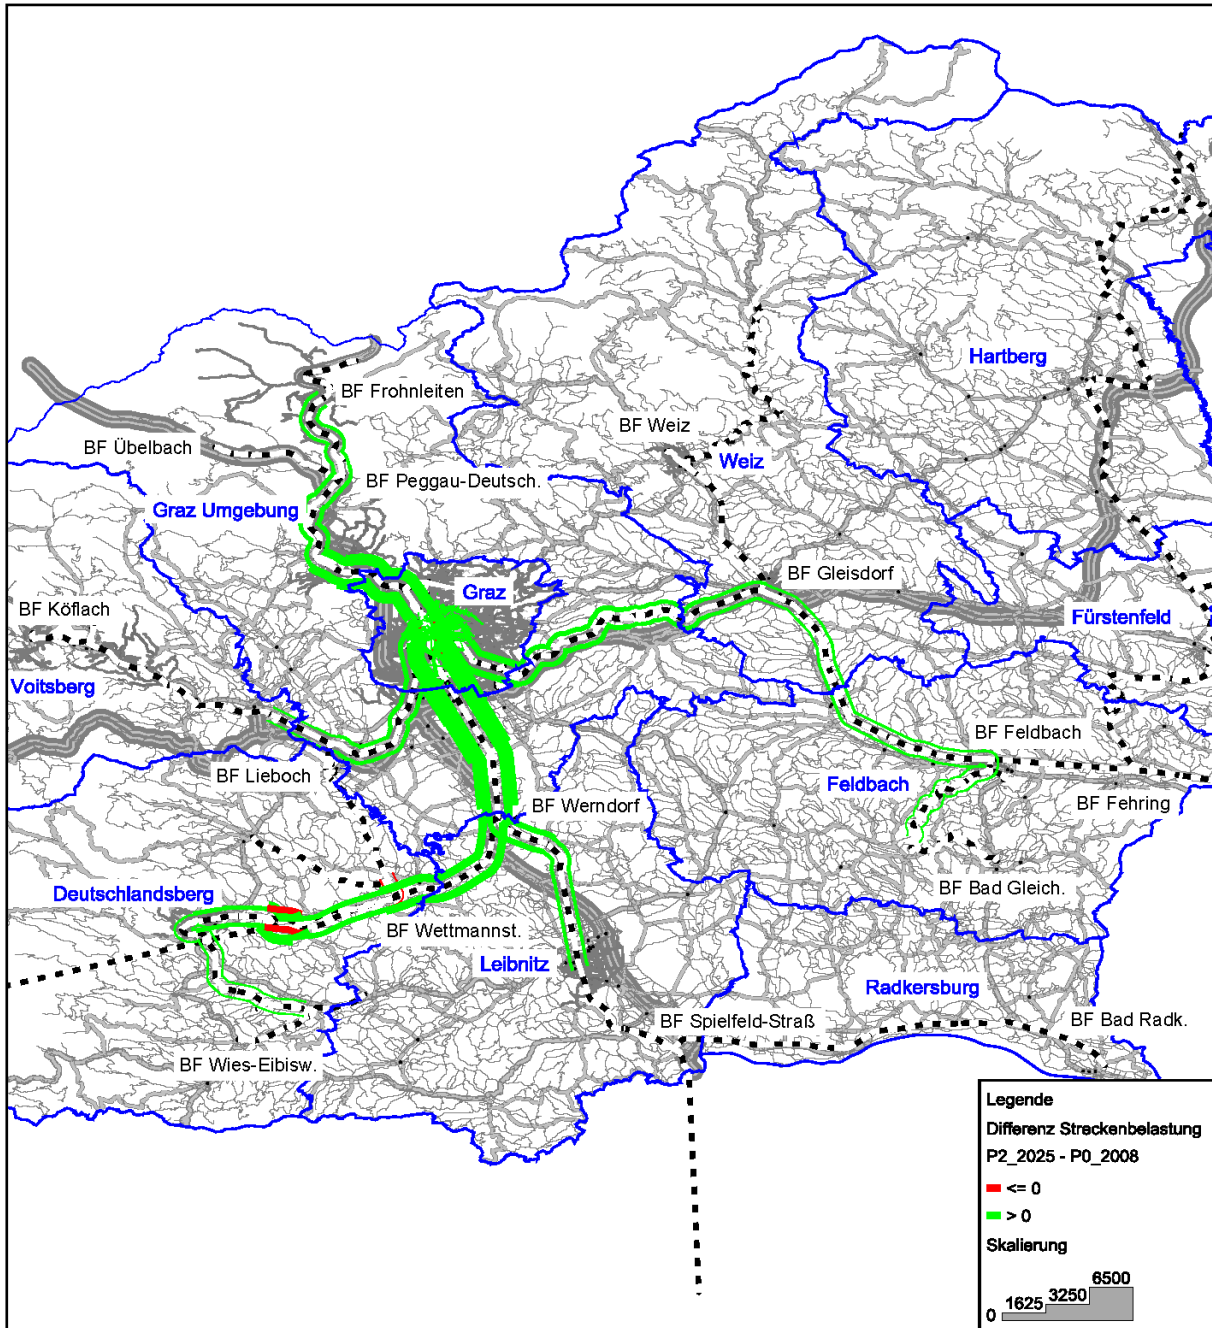 Hartberg
BF Frohnleiten
BF Weiz
BF Übelbach
Weiz
BF Peggau-Deutsch.
Graz Umgebung
BF Gleisdorf
Graz
BF Köflach
Fürstenfeld
Voitsberg
BF Feldbach
BF Lieboch
Feldbach
BF Werndorf
BF Fehring
Deutschlandsberg
BF Bad Gleich.
BF Wettmannst.
Leibnitz
Radkersburg
BF Spielfeld-Straß
BF Bad Radk.
BF Wies-Eibisw.
Legende
Differenz Streckenbelastung
P2_2025 - P0_2008
<= 0
> 0
Skalierung
0 1625 3250 6500